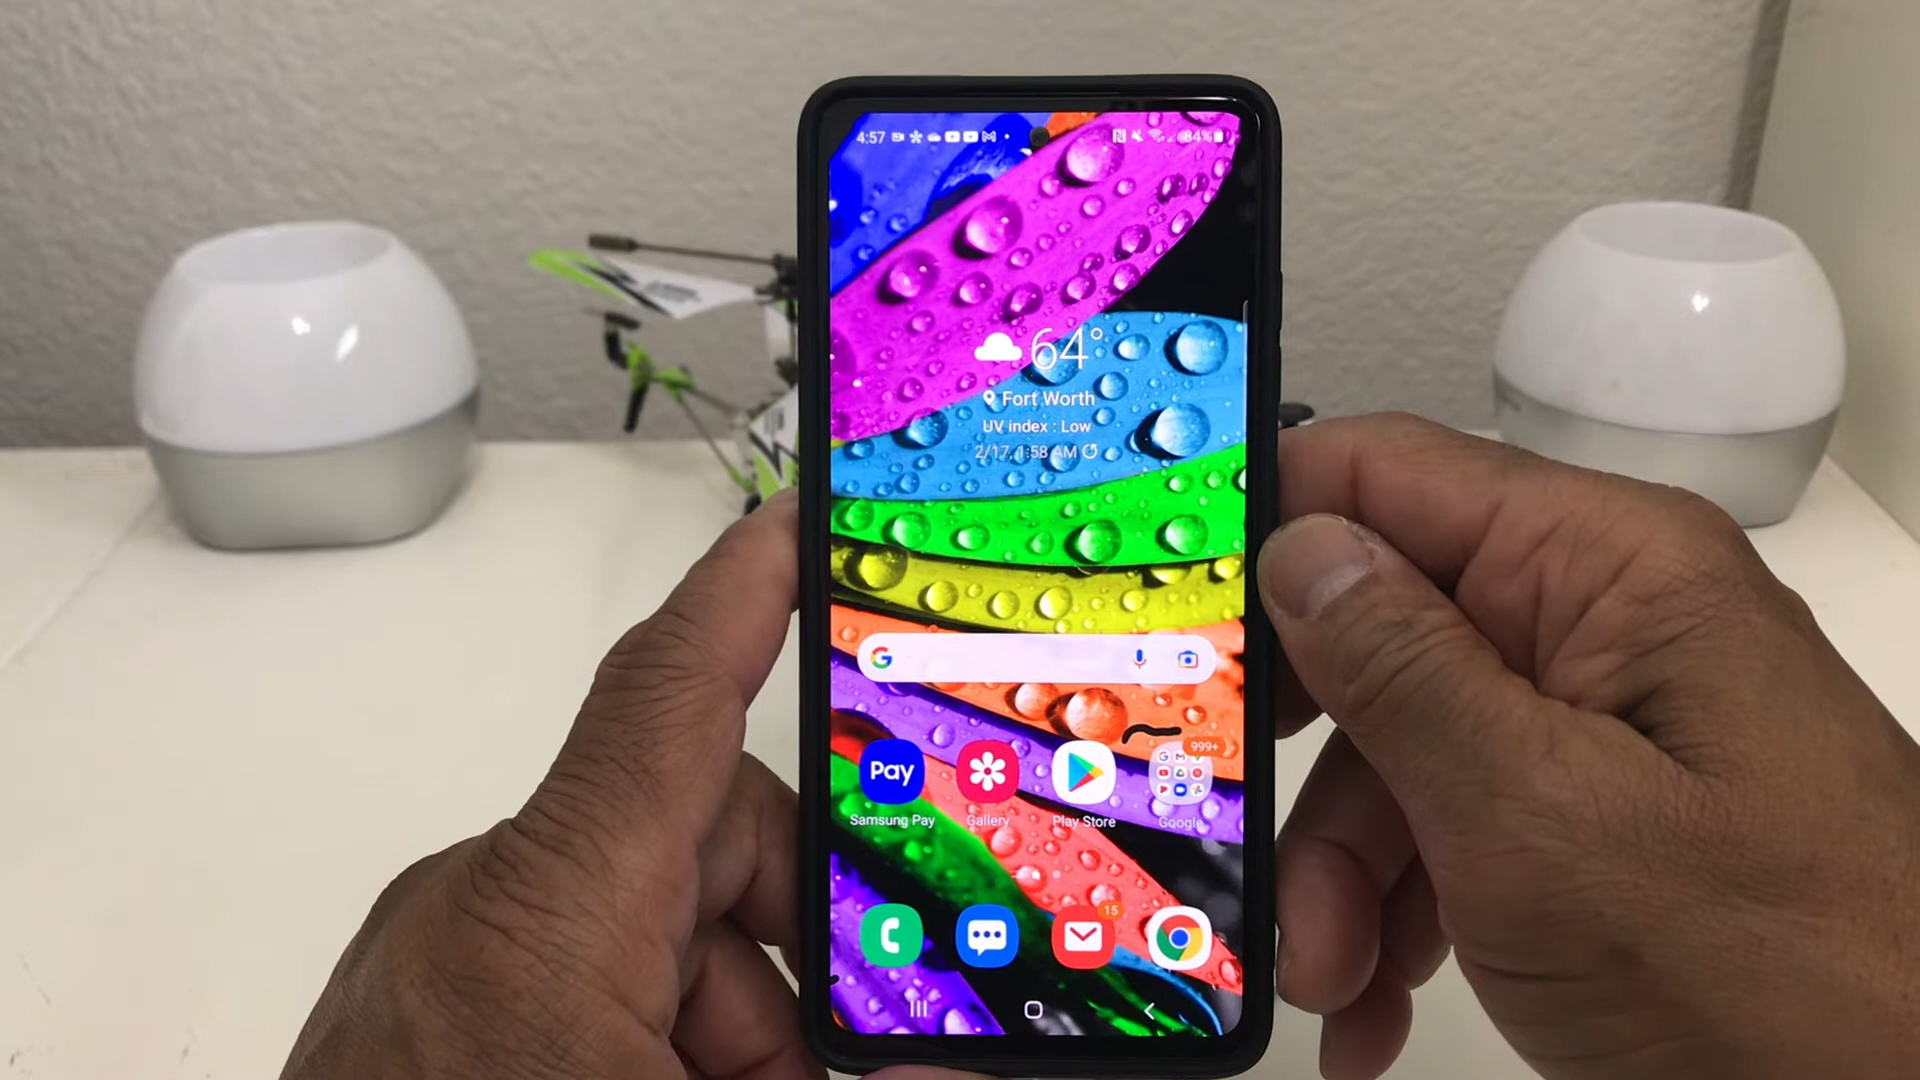 4:57 84%
64°
Fort Worth
UV index : Low
2/17, 1:58 AM
999+
Pay
Samsung Pay Gallery Play Store Google
15